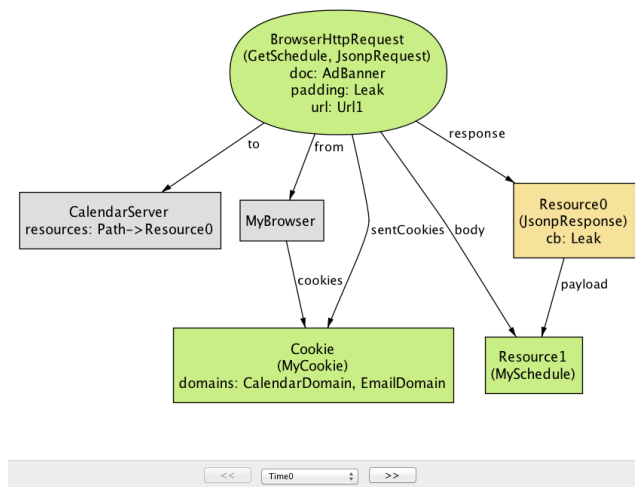 BrowserHttpRequest
(GetSchedule, JsonpRequest)
doc: AdBanner
padding: Leak
url: Url1
to
from
response
CalendarServer
resources: Path->Resource0
MyBrowser
sentCookies
body
Resource0
(JsonpResponse)
cb: Leak
cookies
payload
Cookie
(MyCookie)
domains: CalendarDomain, EmailDomain
Resource1
(MySchedule)
<<
Time0
>>